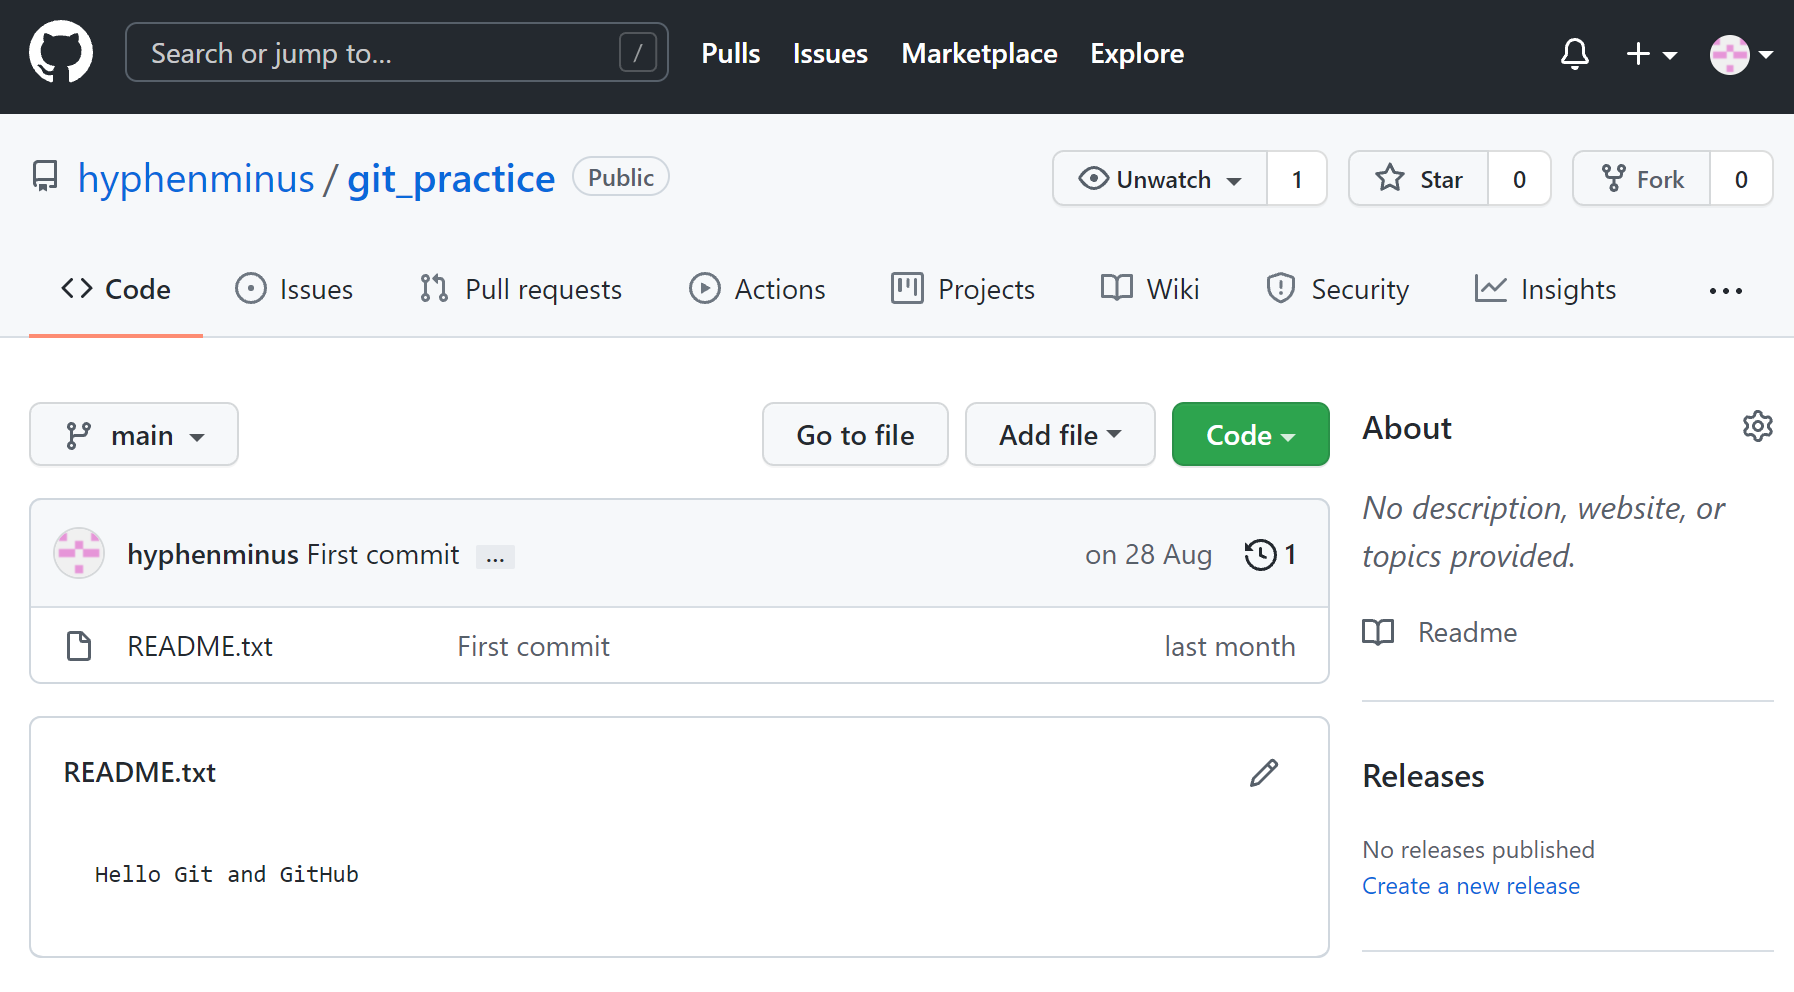 Search or jump to... / Pulls Issues Marketplace Explore
hyphenminus / git_practice Public Unwatch 1 Star 0 Fork 0
Code Issues Pull requests Actions Projects Wiki Security Insights ...
main Go to file Add file Code
hyphenminus First commit ... on 28 Aug 1
README.txt First commit last month
README.txt
Hello Git and GitHub
About
No description, website, or
topics provided.
Readme
Releases
No releases published
Create a new release